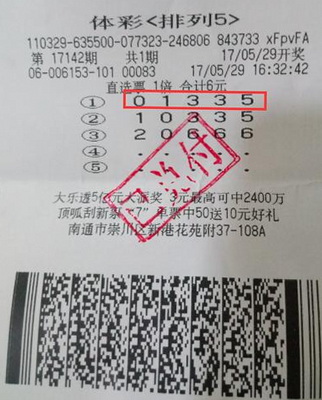 体彩<排列5>
110329-635500-077323-246806 843733 xFpvFA
第 17142期 共1期 17/05/29开奖
06-006153-101 00083 17/05/29 16:32:42
直选票 1倍 合计6元
① 0 1 3 3 5
② 1 0 3 3 5
③ 2 0 6 6 6
④ -
⑤ -
已兑付
大乐透5亿元大派奖 3元最高可中2400万
顶呱刮新票-"7" 单票中50送10元好礼
南通市崇川区新港花苑附37-108A